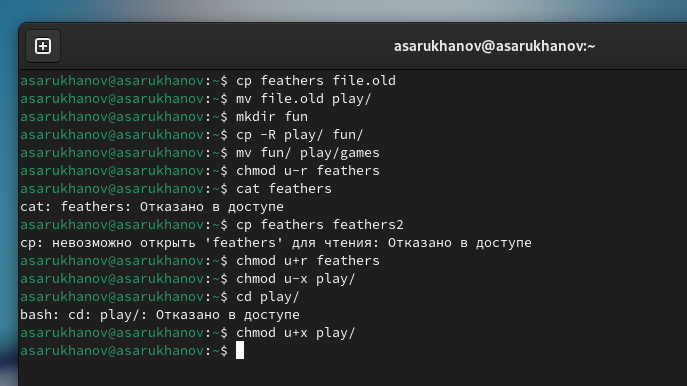 asarukhanov@asarukhanov:~
asarukhanov@asarukhanov:~$ cp feathers file.old
asarukhanov@asarukhanov:~$ mv file.old play/
asarukhanov@asarukhanov:~$ mkdir fun
asarukhanov@asarukhanov:~$ cp -R play/ fun/
asarukhanov@asarukhanov:~$ mv fun/ play/games
asarukhanov@asarukhanov:~$ chmod u-r feathers
asarukhanov@asarukhanov:~$ cat feathers
cat: feathers: Отказано в доступе
asarukhanov@asarukhanov:~$ cp feathers feathers2
cp: невозможно открыть 'feathers' для чтения: Отказано в доступе
asarukhanov@asarukhanov:~$ chmod u+r feathers
asarukhanov@asarukhanov:~$ chmod u-x play/
asarukhanov@asarukhanov:~$ cd play/
bash: cd: play/: Отказано в доступе
asarukhanov@asarukhanov:~$ chmod u+x play/
asarukhanov@asarukhanov:~$